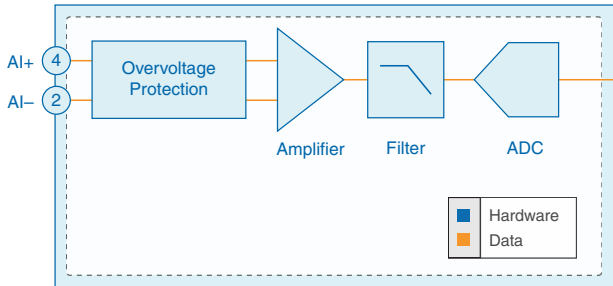 AI+
4
AI–
2
Overvoltage
Protection
Amplifier
Filter
ADC
Hardware
Data